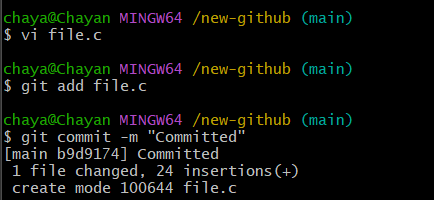 chaya@Chayan MINGW64 /new-github (main)
$ vi file.c
chaya@Chayan MINGW64 /new-github (main)
$ git add file.c
chaya@Chayan MINGW64 /new-github (main)
$ git commit -m "Committed"
[main b9d9174] Committed
 1 file changed, 24 insertions(+)
 create mode 100644 file.c